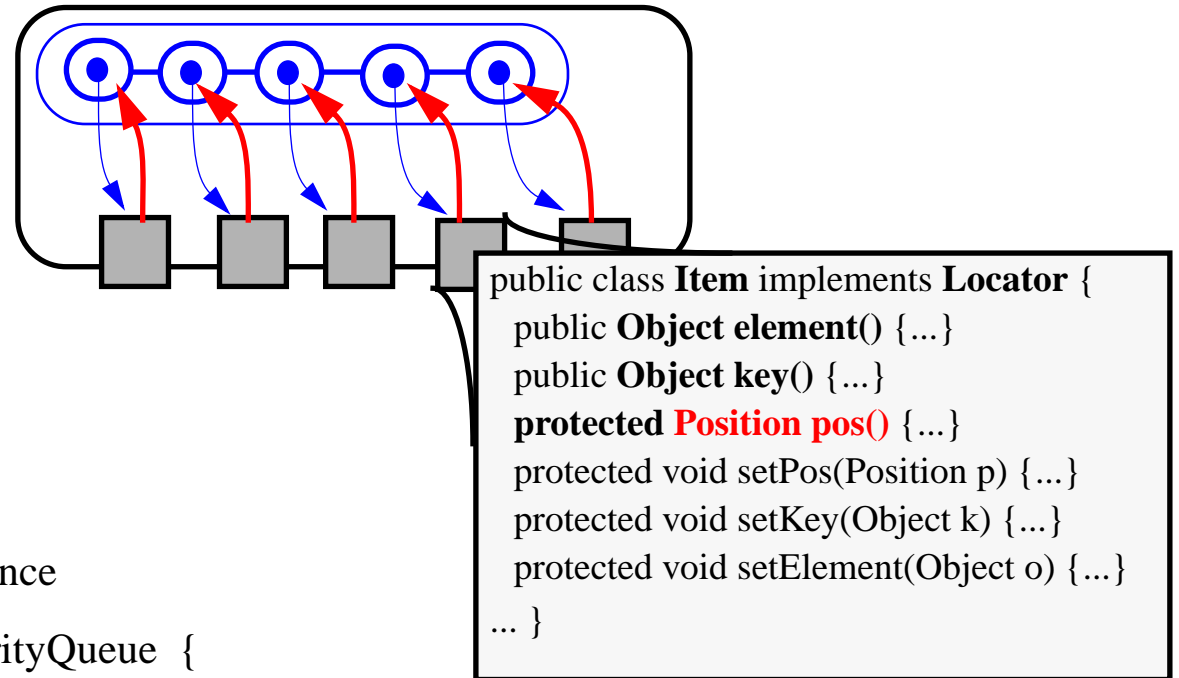 public class Item implements Locator {
public Object element() {...}
public Object key() {...}
protected Position pos() {...}
protected void setPos(Position p) {...}
protected void setKey(Object k) {...}
protected void setElement(Object o) {...}
... }
nce
rityQueue {